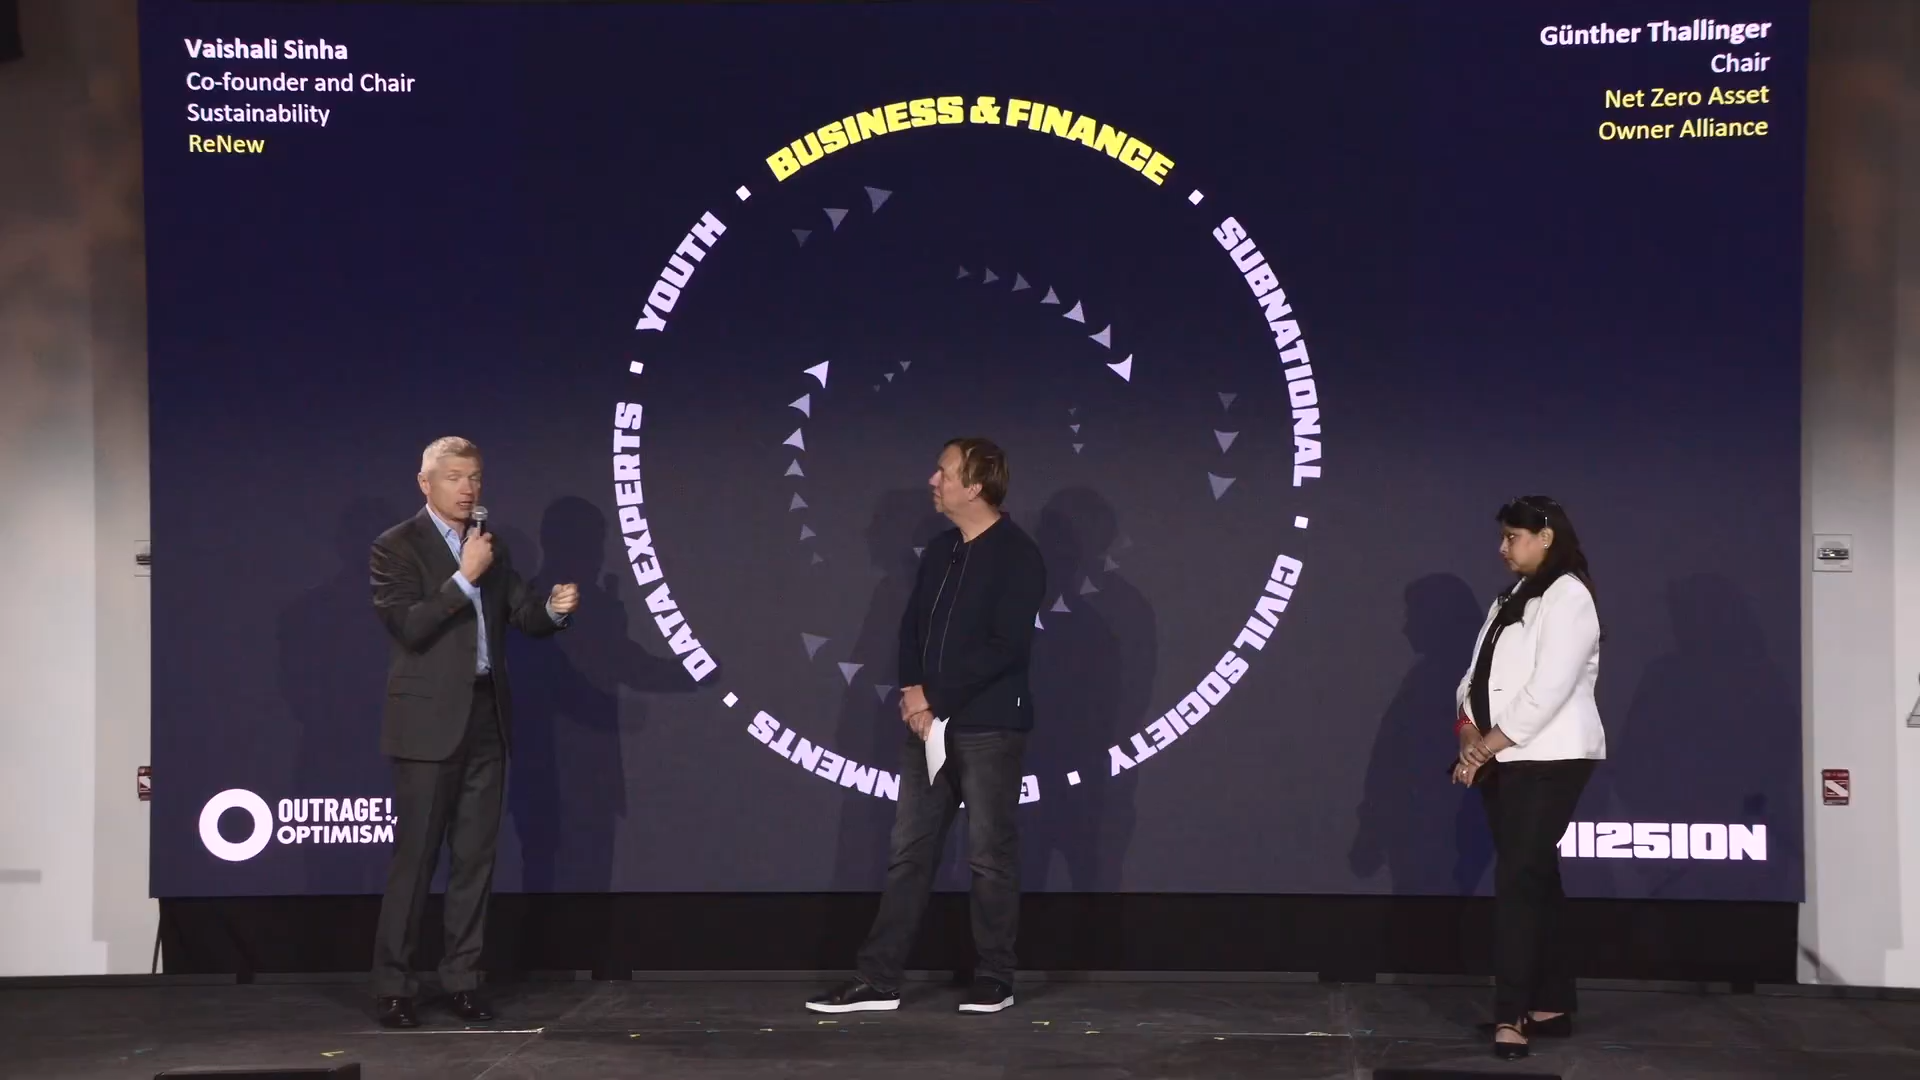 Vaishali Sinha
Co-founder and Chair
Sustainability
ReNew
Günther Thallinger
Chair
Net Zero Asset
Owner Alliance
BUSINESS & FINANCE
SUBNATIONAL
CIVIL SOCIETY
DATA EXPERTS
YOUTH
OUTRAGE!
OPTIMISM